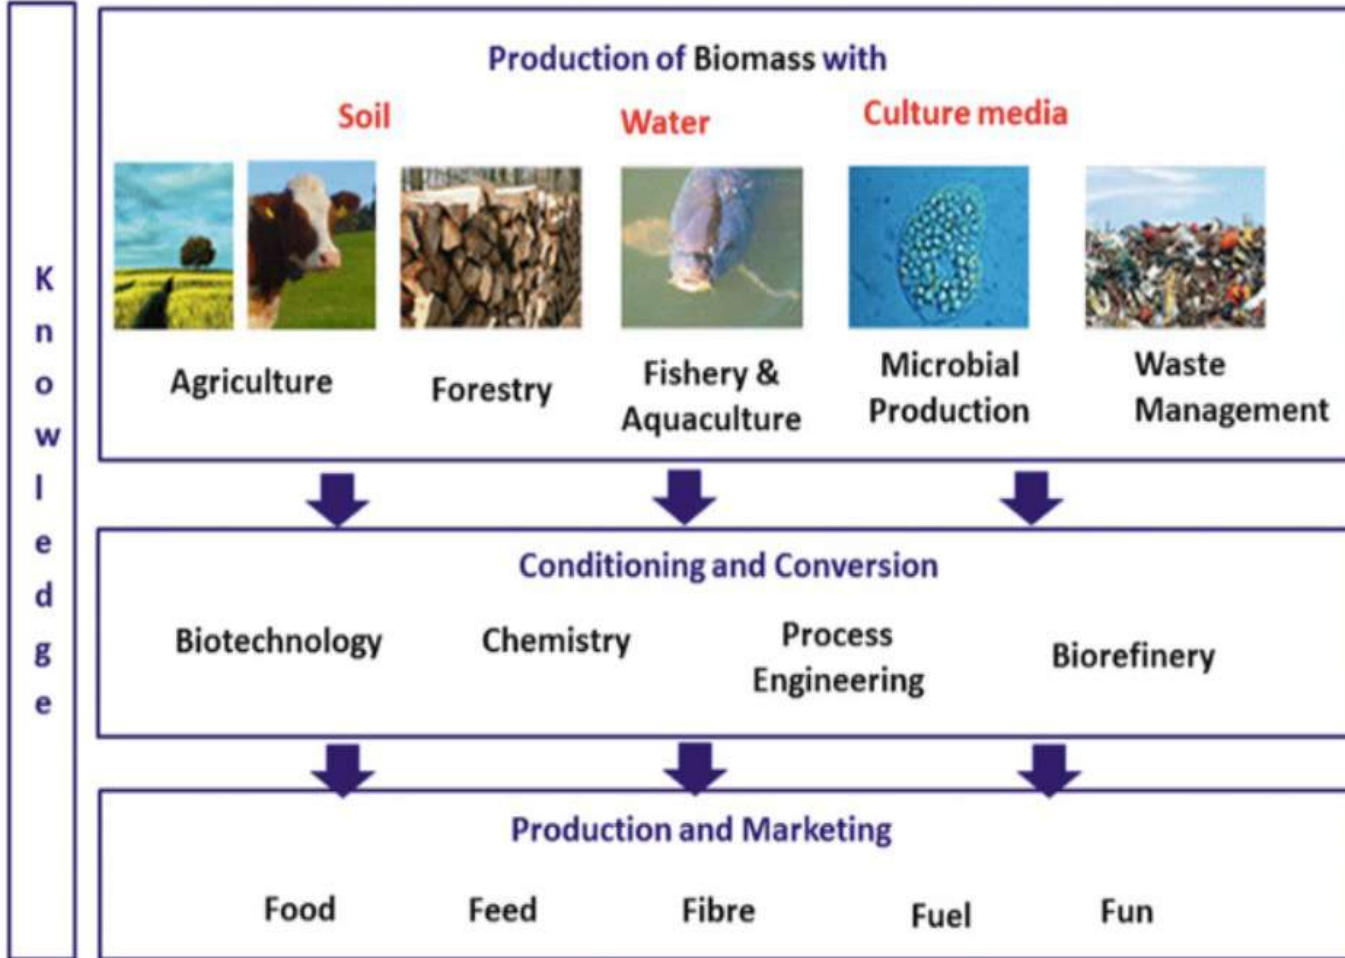 Knowledge
Production of Biomass with
Soil
Water
Culture media
Agriculture
Forestry
Fishery &
Aquaculture
Microbial
Production
Waste
Management
Conditioning and Conversion
Biotechnology
Chemistry
Process
Engineering
Biorefinery
Production and Marketing
Food
Feed
Fibre
Fuel
Fun